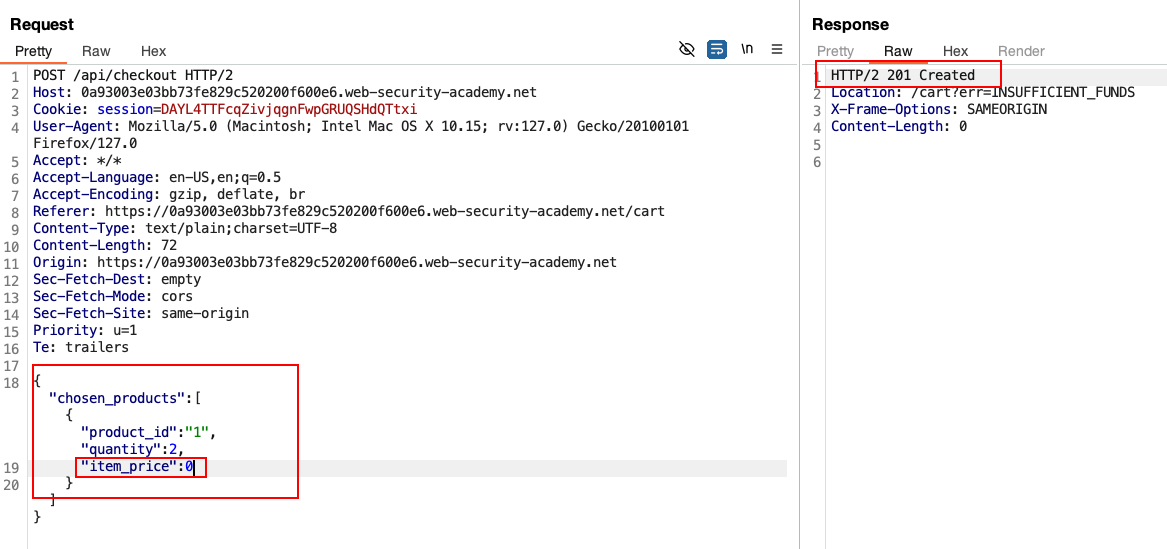 Request
Pretty Raw Hex \n
1 POST /api/checkout HTTP/2
2 Host: 0a93003e03bb73fe829c520200f600e6.web-security-academy.net
3 Cookie: session=DAYL4TTFcqZivjqgnFwpGRUQSHdQTtxi
4 User-Agent: Mozilla/5.0 (Macintosh; Intel Mac OS X 10.15; rv:127.0) Gecko/20100101
Firefox/127.0
5 Accept: */*
6 Accept-Language: en-US,en;q=0.5
7 Accept-Encoding: gzip, deflate, br
8 Referer: https://0a93003e03bb73fe829c520200f600e6.web-security-academy.net/cart
9 Content-Type: text/plain;charset=UTF-8
10 Content-Length: 72
11 Origin: https://0a93003e03bb73fe829c520200f600e6.web-security-academy.net
12 Sec-Fetch-Dest: empty
13 Sec-Fetch-Mode: cors
14 Sec-Fetch-Site: same-origin
15 Priority: u=1
16 Te: trailers
17
18 {
"chosen_products":[
{
"product_id":"1",
"quantity":2,
19 "item_price":0
20 }
]
}
Response
Pretty Raw Hex Render
1 HTTP/2 201 Created
2 Location: /cart?err=INSUFFICIENT_FUNDS
3 X-Frame-Options: SAMEORIGIN
4 Content-Length: 0
5
6